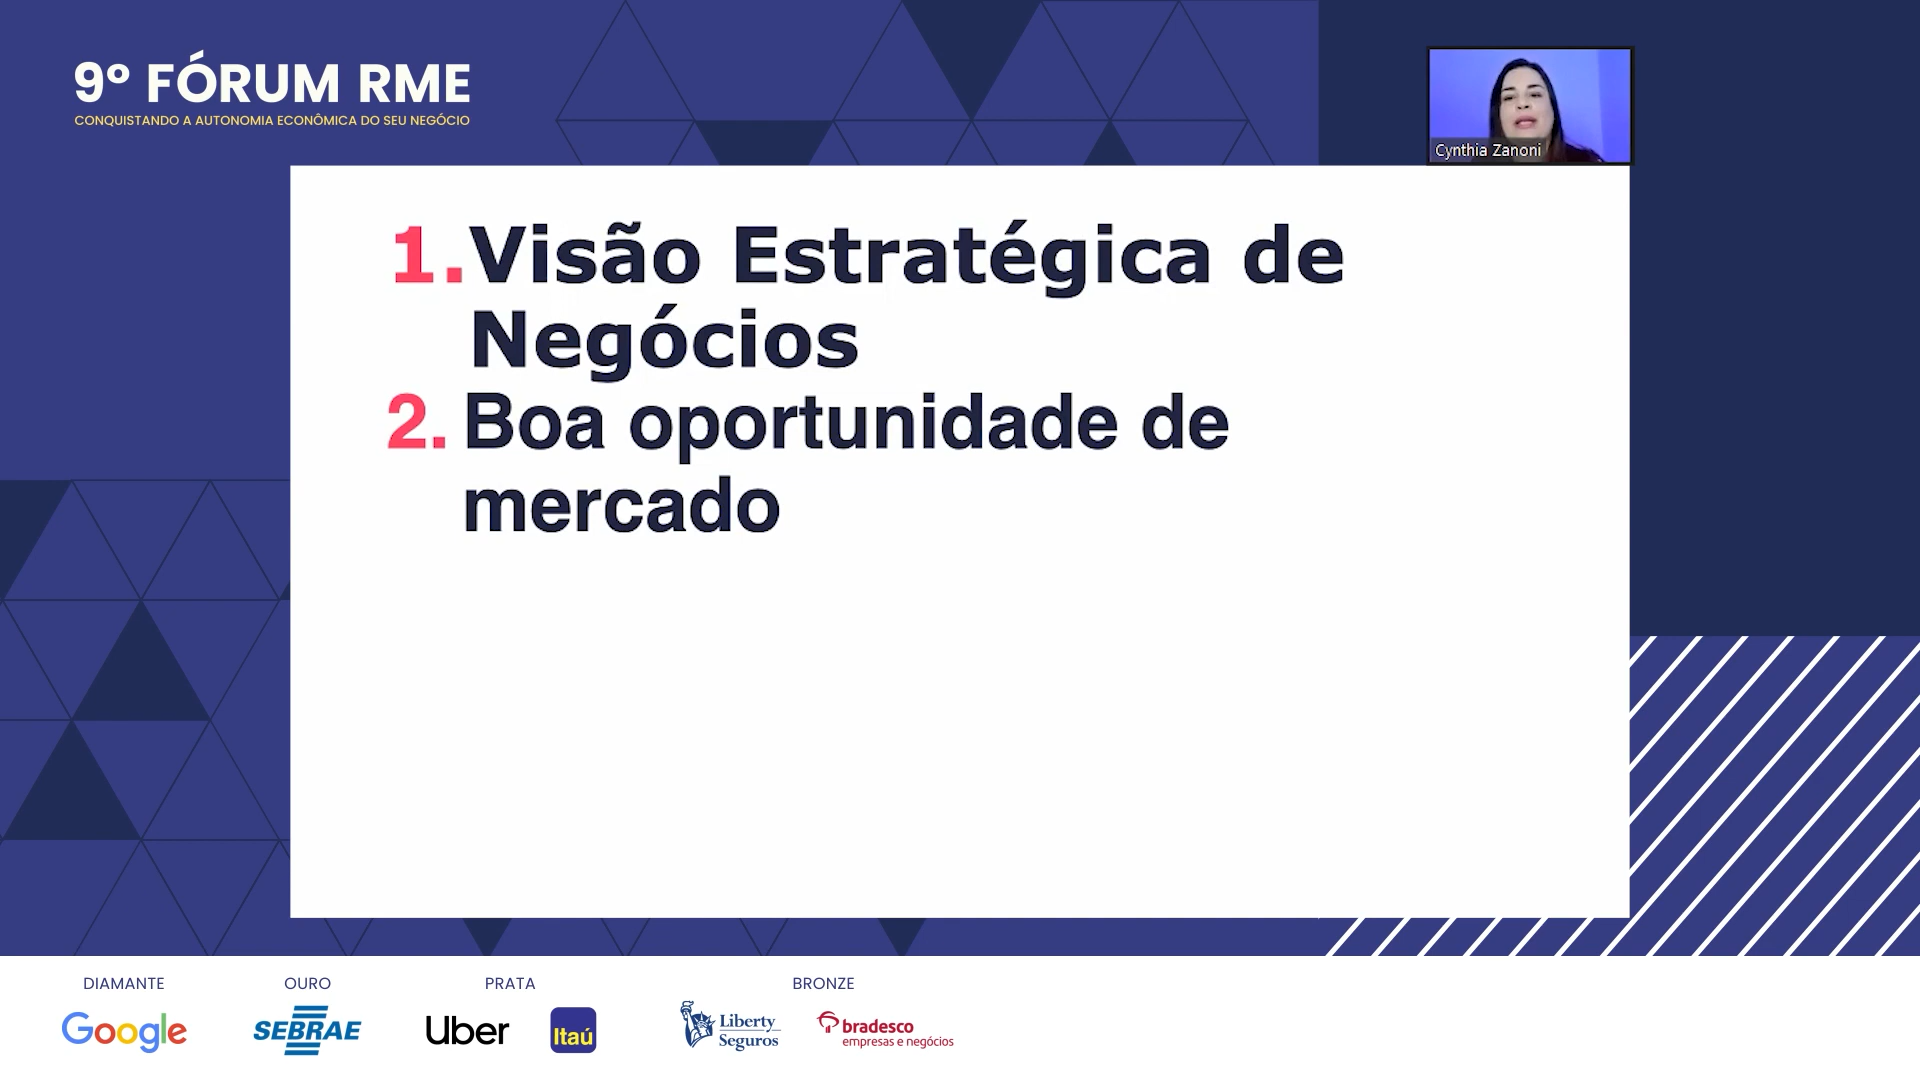 9º FÓRUM RME
CONQUISTANDO A AUTONOMIA ECONÔMICA DO SEU NEGÓCIO
Cynthia Zanoni
1.Visão Estratégica de
Negócios
2. Boa oportunidade de
mercado
DIAMANTE
OURO
PRATA
BRONZE
Google
SEBRAE
Uber
Itaú
Liberty
Seguros
bradesco
empresas e negócios